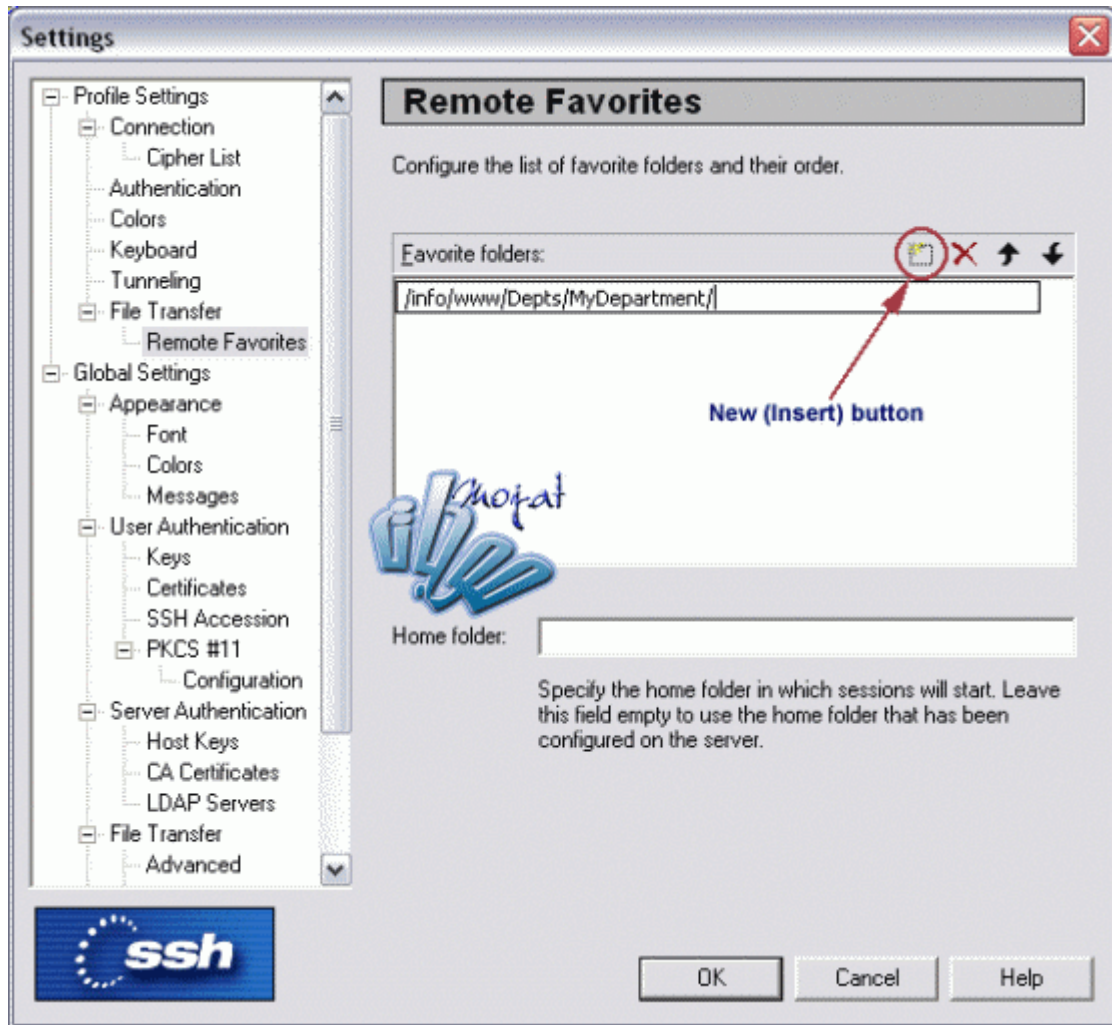 Settings
Profile Settings
Connection
Cipher List
Authentication
Colors
Keyboard
Tunneling
File Transfer
Remote Favorites
Global Settings
Appearance
Font
Colors
Messages
User Authentication
Keys
Certificates
SSH Accession
PKCS #11
Configuration
Server Authentication
Host Keys
CA Certificates
LDAP Servers
File Transfer
Advanced
ssh
Remote Favorites
Configure the list of favorite folders and their order.
Favorite folders:
/info/www/Depts/MyDepartment/
New (Insert) button
Home folder:
Specify the home folder in which sessions will start. Leave
this field empty to use the home folder that has been
configured on the server.
OK Cancel Help